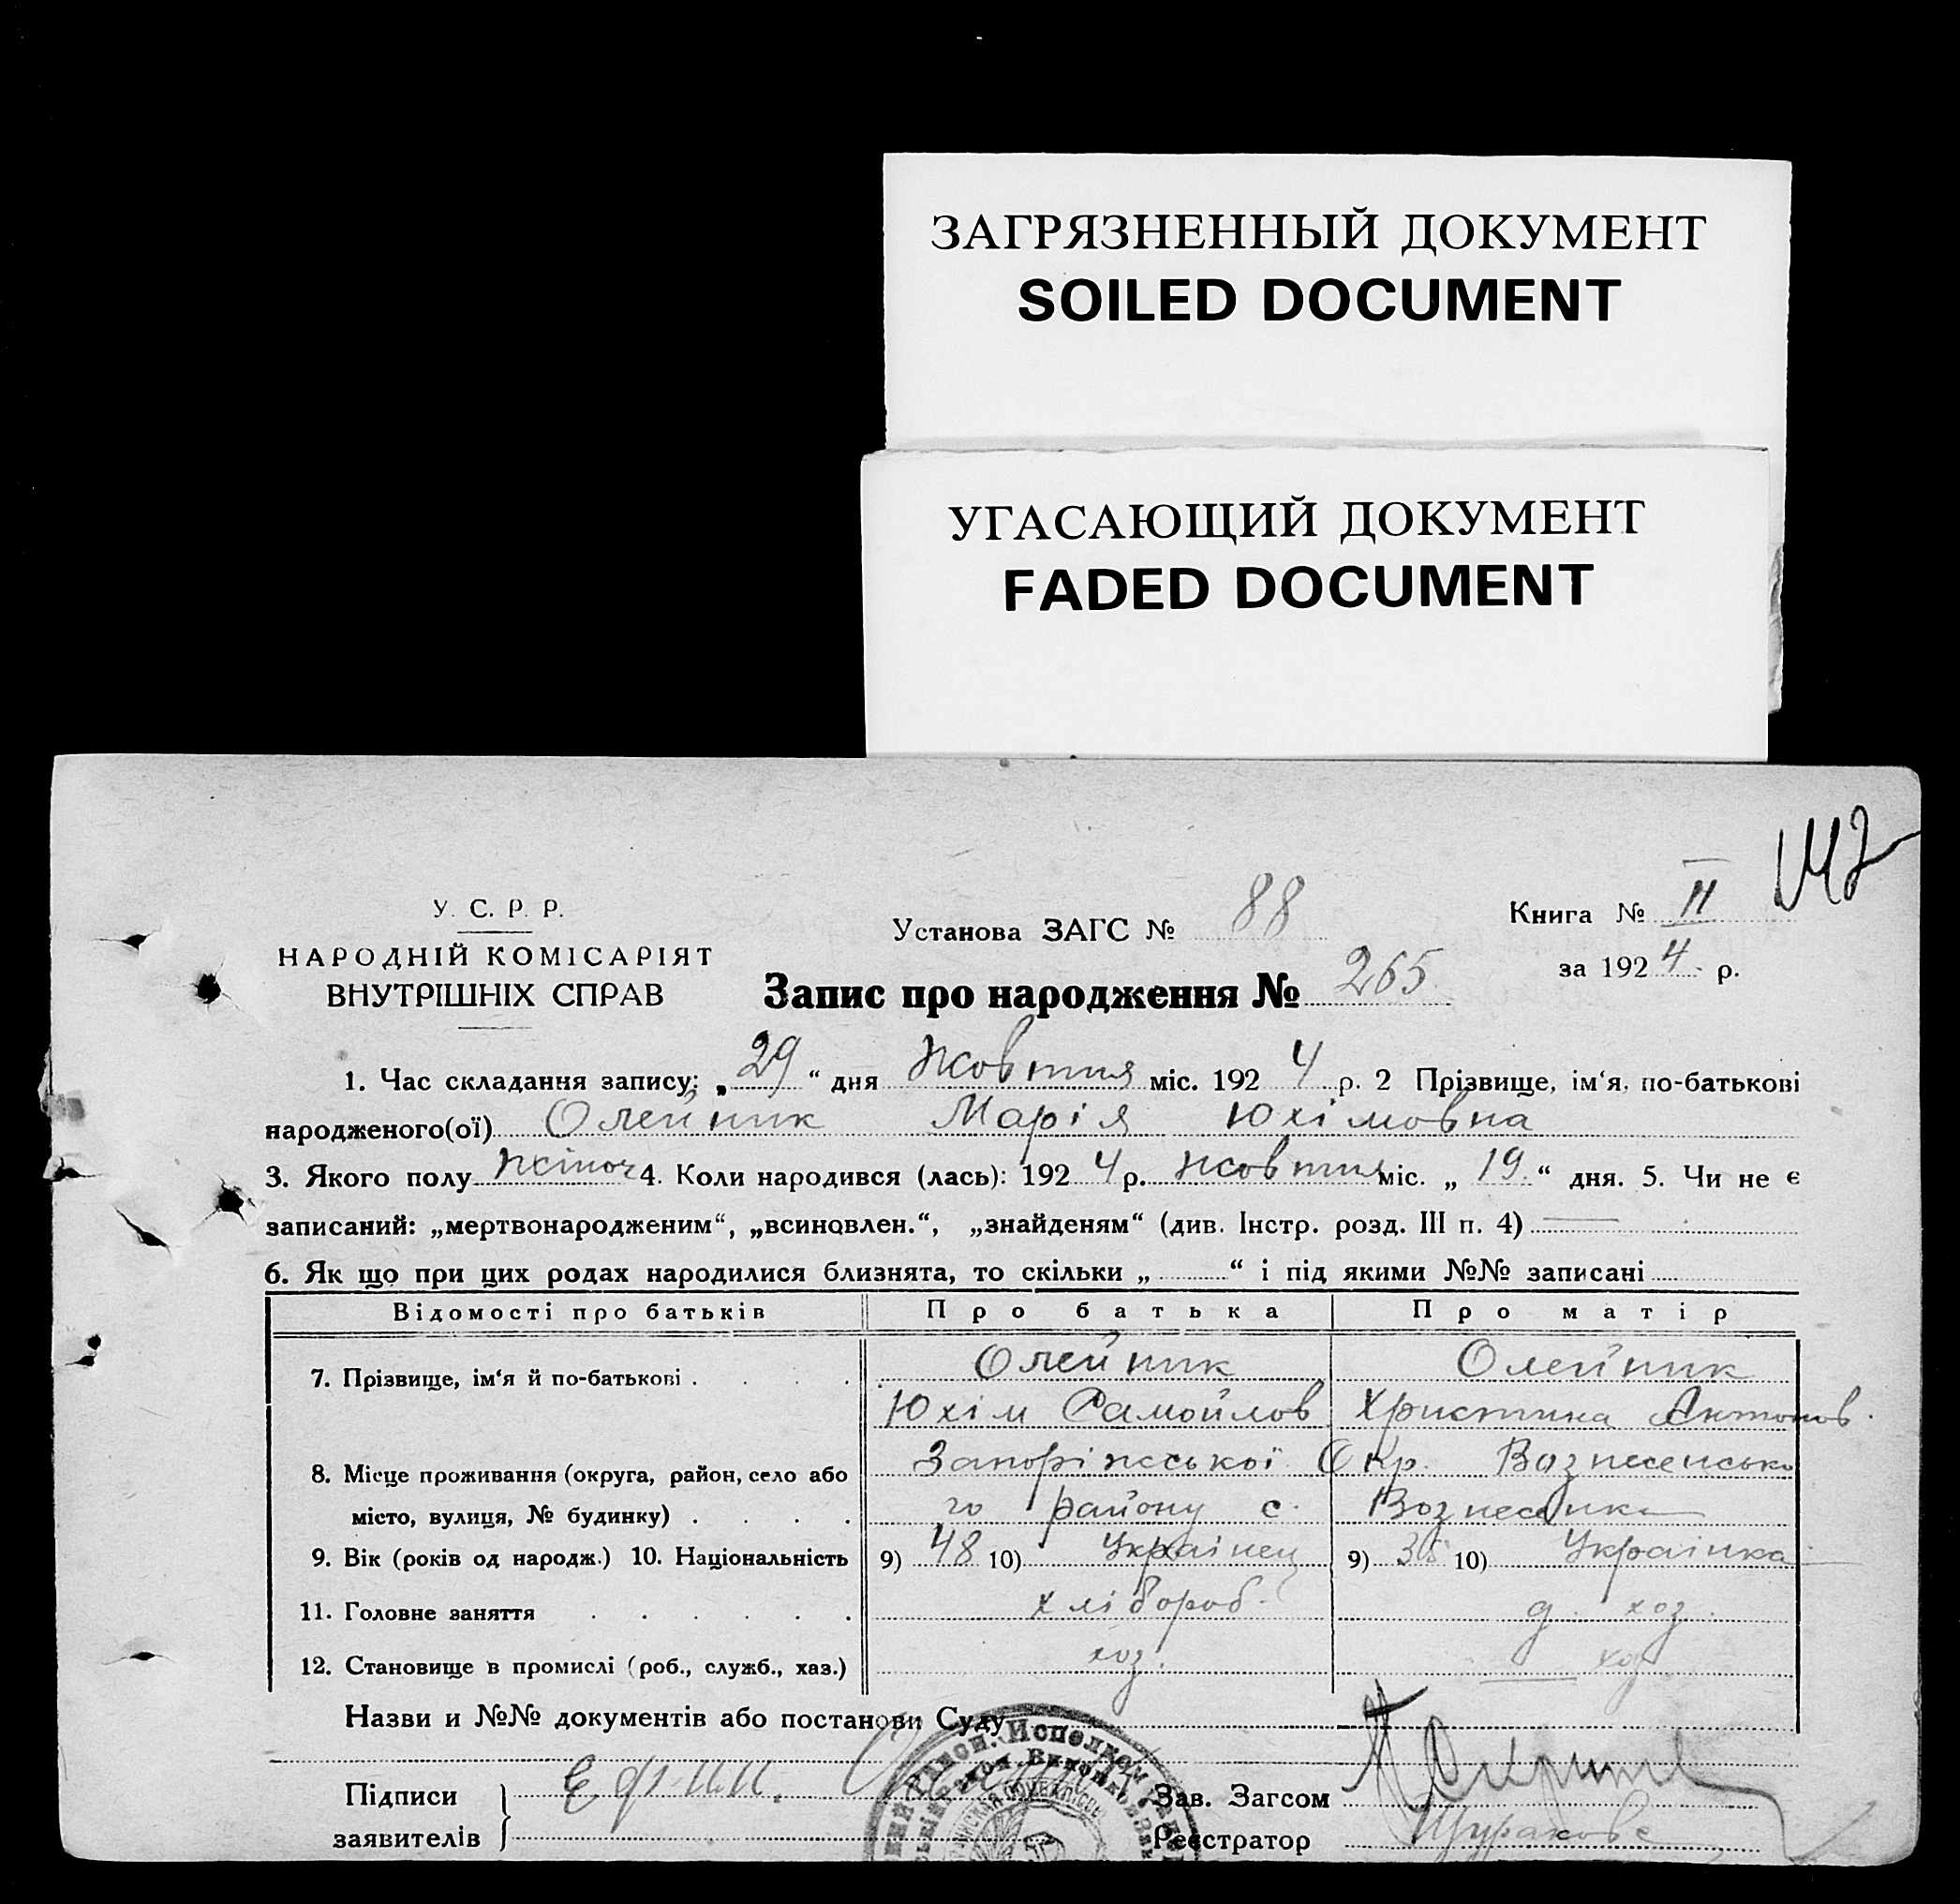 ЗАГРЯЗНЕННЫЙ ДОКУМЕНТ
SOILED DOCUMENT
УГАСАЮЩИЙ ДОКУМЕНТ
FADED DOCUMENT
142
У. С. Р. Р.
НАРОДНІЙ КОМІСАРІЯТ
ВНУТРІШНІХ СПРАВ
Установа ЗАГС № 88
Книга № II
за 1924 р.
Запис про народження № 265
1. Час складання запису: „29“ дня Жовтня міс. 1924 р. 2 Прізвище, ім‘я, по-батькові
народженого(ої) Олейник Марія Юхімовна
3. Якого полу жіноч 4. Коли народився (лась): 1924 р. жовтня міс. „19“ дня. 5. Чи не є
записаний: „мертвонародженим“, „всиновлен.“, „знайденям“ (див. Інстр. розд. III п. 4)
6. Як що при цих родах народилися близнята, то скільки „ “ і під якими №№ записані
Відомості про батьків Про батька Про матір
7. Прізвище, ім‘я й по-батькові . Олейник Олейник
Юхім Самойлов Христина Антонов.
8. Місце проживання (округа, район, село або Запоріжської Окр. Вознесенсько
місто, вулиця, № будинку) . го району с. Вознесенка
9. Вік (років од народж.) 10. Національність 9) 48 10) Українец 9) 10) Українка
11. Головне заняття хлібороб. д. хоз.
12. Становище в промислі (роб., служб., хаз.) хоз. хоз
Назви и №№ документів або постанови Суду
Підписи
заявителів
Зав. Загсом
Реєстратор